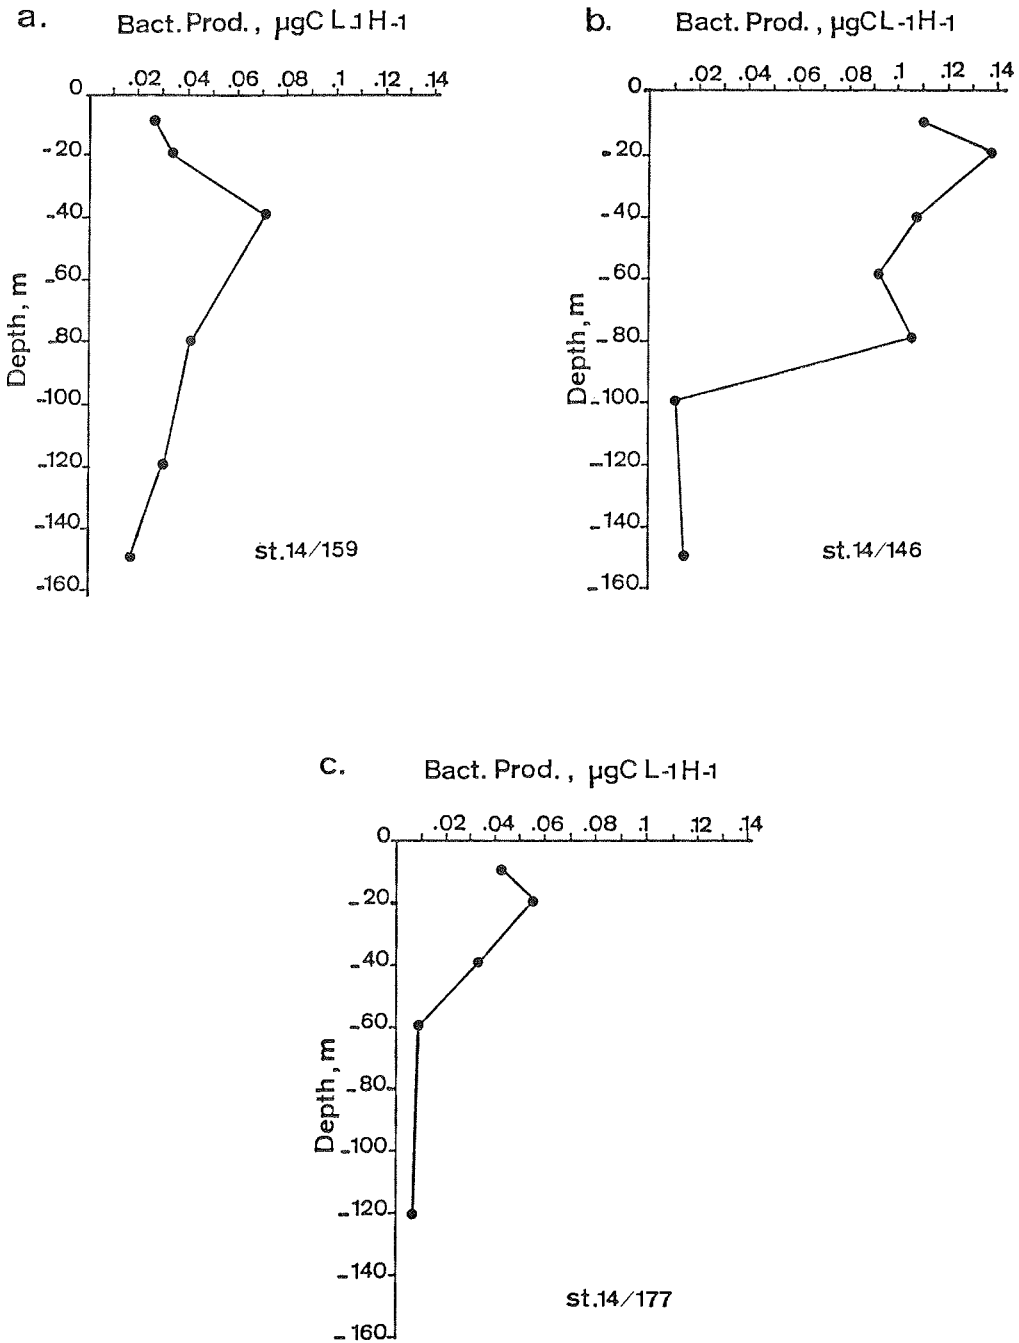 a.
Bact. Prod., µgC L-1 H-1
0 .02 .04 .06 .08 .1 .12 .14
-20
-40
-60
-80
-100
-120
-140
-160
Depth, m
st.14/159
b.
Bact. Prod., µgCL-1H-1
0 .02 .04 .06 .08 .1 .12 .14
-20
-40
-60
-80
-100
-120
-140
-160
Depth, m
st.14/146
c.
Bact. Prod., µgC L-1H-1
0 .02 .04 .06 .08 .1 .12 .14
-20
-40
-60
-80
-100
-120
-140
-160
Depth, m
st.14/177